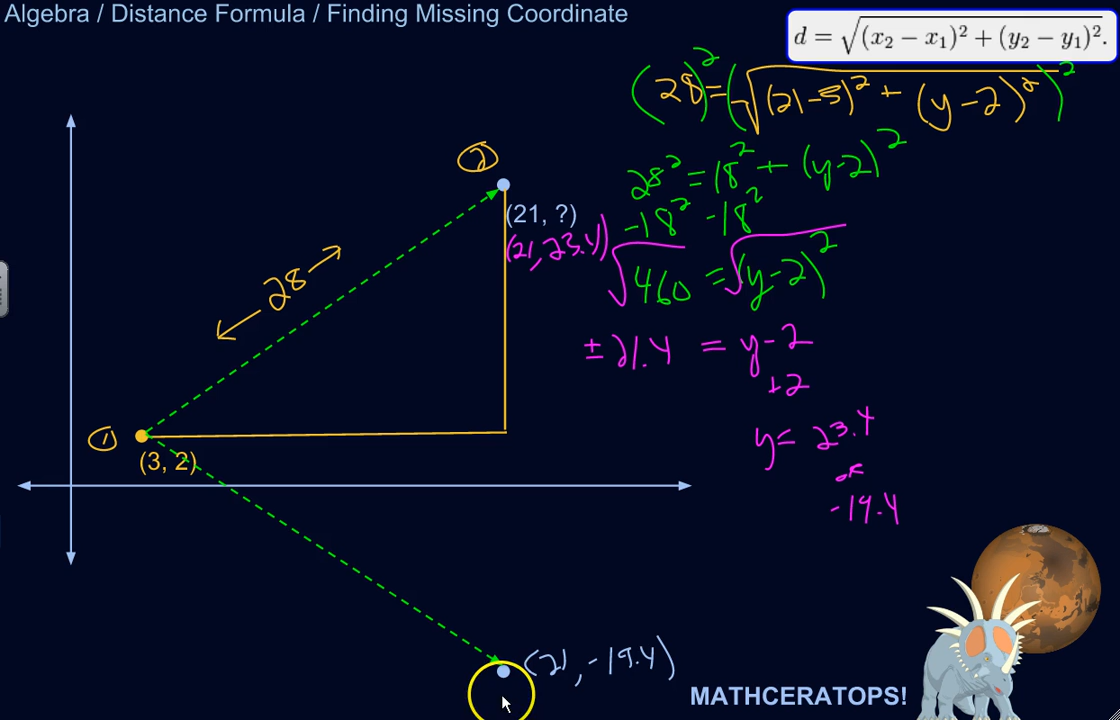 Algebra / Distance Formula / Finding Missing Coordinate
d = √(x₂ − x₁)² + (y₂ − y₁)².
(28)² = (√(21-5)² + (y-2)²)²
28² = 18² + (y-2)²
-18² -18²
√460 = √(y-2)²
± 21.4 = y-2
+2
y = 23.4
or
-19.4
②
(21, ?)
(21, 23.4)
← 28 →
①
(3, 2)
(21, -19.4)
MATHCERATOPS!